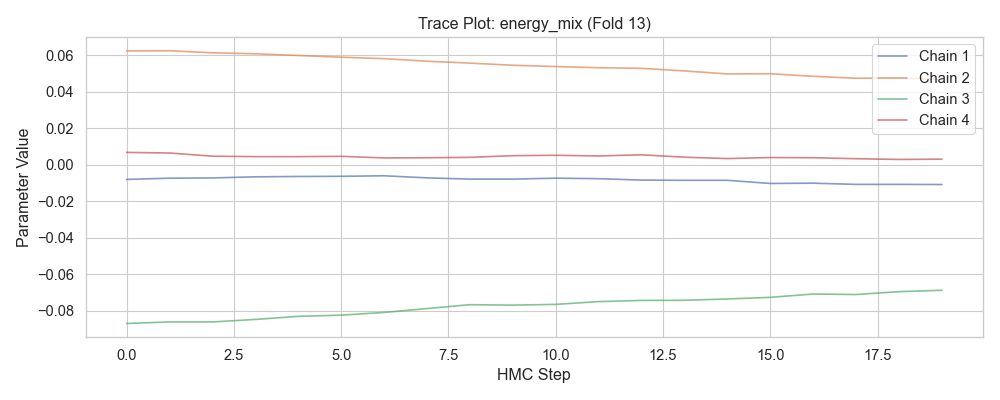 Trace Plot: energy_mix (Fold 13)
Parameter Value
0.06
0.04
0.02
0.00
−0.02
−0.04
−0.06
−0.08
Chain 1
Chain 2
Chain 3
Chain 4
0.0 2.5 5.0 7.5 10.0 12.5 15.0 17.5
HMC Step